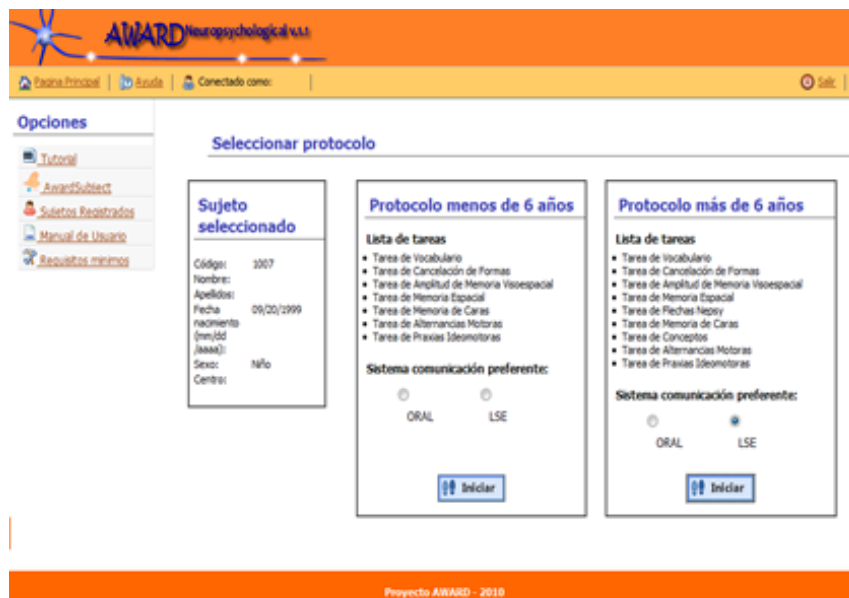 AWARD Neuropsychological v.1.1
Pagina Principal | Ayuda | Conectado como: |
Salir |
Opciones
Tutorial
AwardSubject
Sujetos Registrados
Manual de Usuario
Requisitos minimos
Seleccionar protocolo
Sujeto
seleccionado
Código: 1007
Nombre:
Apellidos:
Fecha 09/20/1999
nacimiento
(mm/dd
/aaaa):
Sexo: Niño
Centro:
Protocolo menos de 6 años
Lista de tareas
Tarea de Vocabulario
Tarea de Cancelación de Formas
Tarea de Amplitud de Memoria Visoespacial
Tarea de Memoria Espacial
Tarea de Memoria de Caras
Tarea de Alternancias Motoras
Tarea de Praxias Ideomotoras
Sistema comunicación preferente:
ORAL LSE
Iniciar
Protocolo más de 6 años
Lista de tareas
Tarea de Vocabulario
Tarea de Cancelación de Formas
Tarea de Amplitud de Memoria Visoespacial
Tarea de Memoria Espacial
Tarea de Flechas Nepsy
Tarea de Memoria de Caras
Tarea de Conceptos
Tarea de Alternancias Motoras
Tarea de Praxias Ideomotoras
Sistema comunicación preferente:
ORAL LSE
Iniciar
Proyecto AWARD - 2010